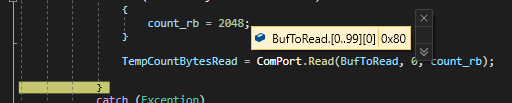 {
count_rb = 2048;
BufToRead.[0..99][0] 0x80
}
TempCountBytesRead = ComPort.Read(BufToRead, 0, count_rb);
}
catch (Exception)